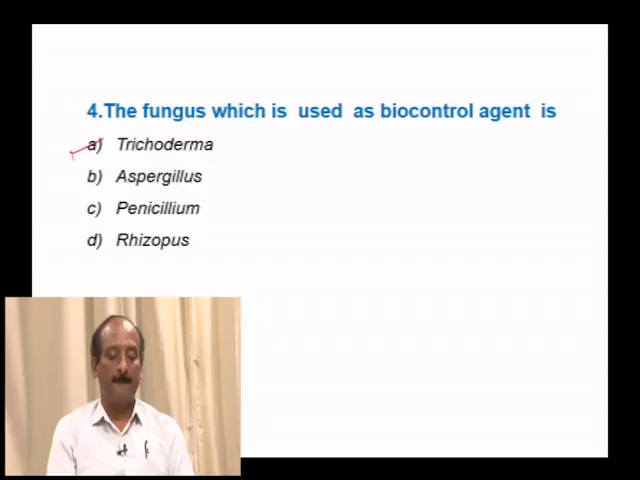 4.The fungus which is used as biocontrol agent is
a) Trichoderma
b) Aspergillus
c) Penicillium
d) Rhizopus